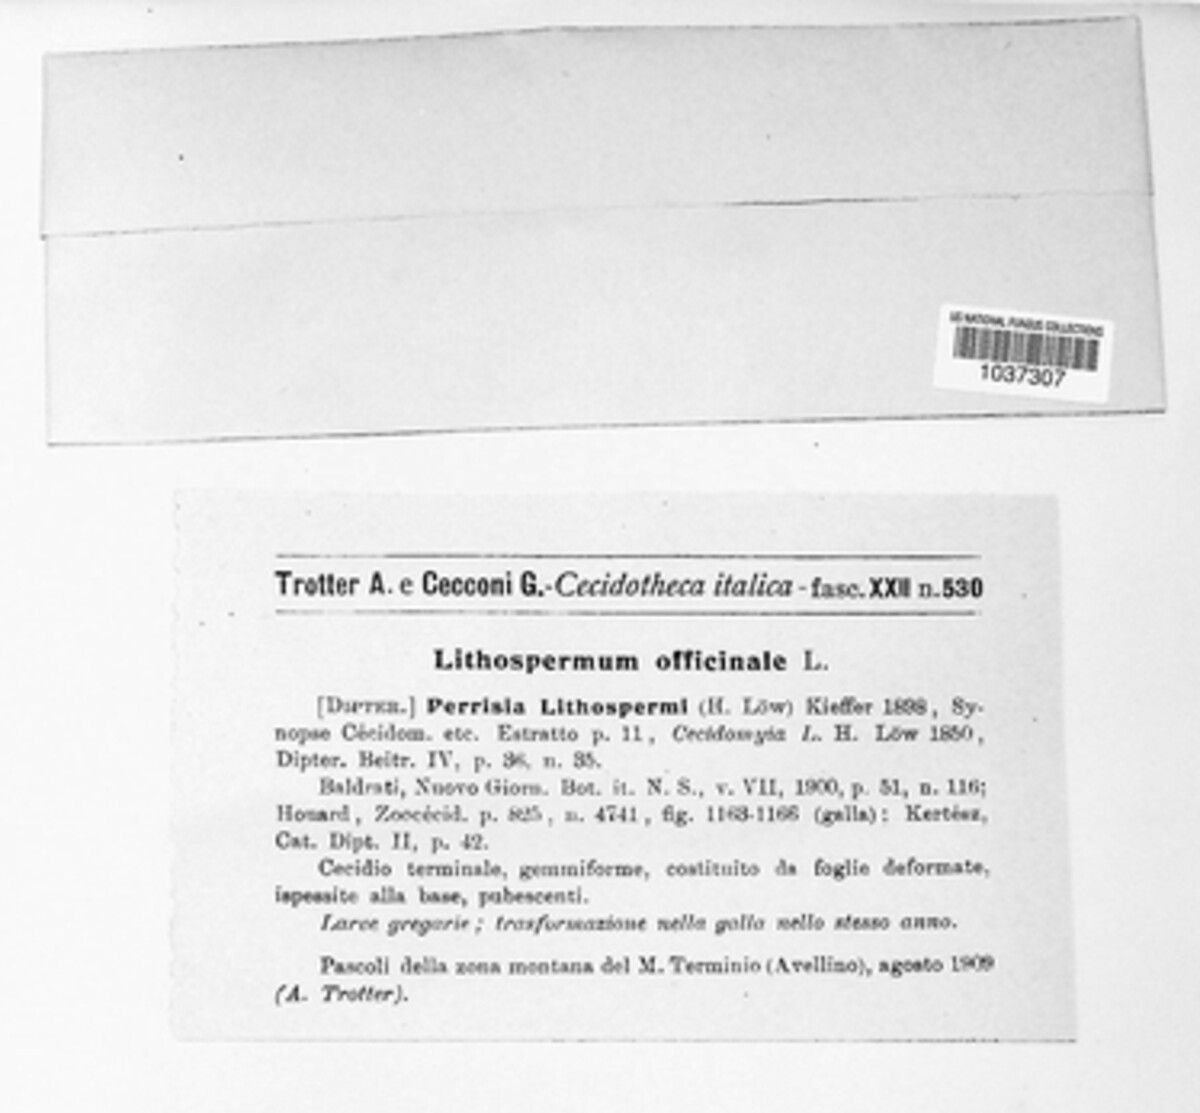 US NATIONAL FUNGUS COLLECTIONS
1037307
Trotter A. e Cecconi G.-Cecidotheca italica - fasc. XXII n. 530
Lithospermum officinale L.
[DIPTER.] Perrisia Lithospermi (H. Löw) Kieffer 1898, Sy-
nopse Cécidom. etc. Estratto p. 11, Cecidomyia L. H. Löw 1850,
Dipter. Beitr. IV, p. 36, n. 35.
Baldrati, Nuovo Giorn. Bot. it. N. S., v. VII, 1900, p. 51, n. 116;
Houard, Zoocécid. p. 825, n. 4741, fig. 1163-1166 (galla): Kertész,
Cat. Dipt. II, p. 42.
Cecidio terminale, gemmiforme, costituito da foglie deformate,
ispessite alla base, pubescenti.
Larve gregarie; trasformazione nella galla nello stesso anno.
Pascoli della zona montana del M. Terminio (Avellino), agosto 1909
(A. Trotter).